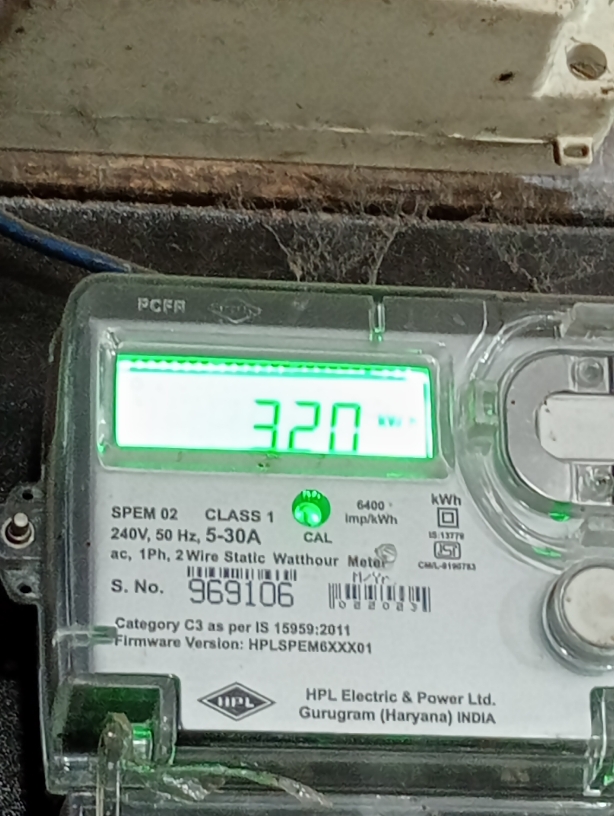 320 kWh
SPEM 02 CLASS 1 6400 imp/kWh kWh
240V, 50 Hz, 5-30A CAL IS:13779
ac, 1Ph, 2 Wire Static Watthour Meter
M/Yr.
S. No. 969106 022023
Category C3 as per IS 15959:2011
Firmware Version: HPLSPEM6XXX01
HPL HPL Electric & Power Ltd.
Gurugram (Haryana) INDIA